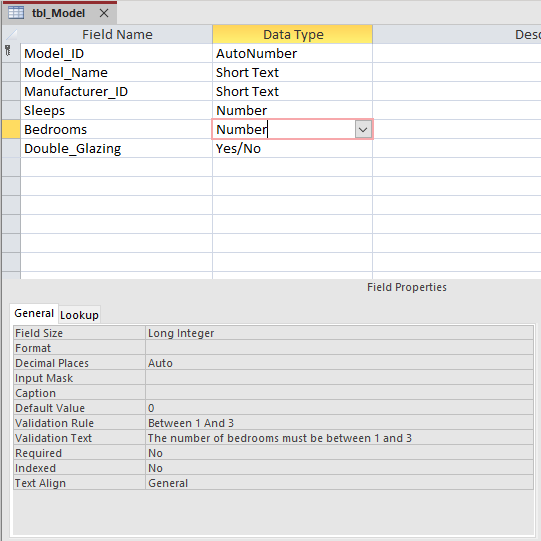 tbl_Model
Field Name Data Type Desc
Model_ID AutoNumber
Model_Name Short Text
Manufacturer_ID Short Text
Sleeps Number
Bedrooms Number
Double_Glazing Yes/No
Field Properties
General Lookup
Field Size Long Integer
Format
Decimal Places Auto
Input Mask
Caption
Default Value 0
Validation Rule Between 1 And 3
Validation Text The number of bedrooms must be between 1 and 3
Required No
Indexed No
Text Align General